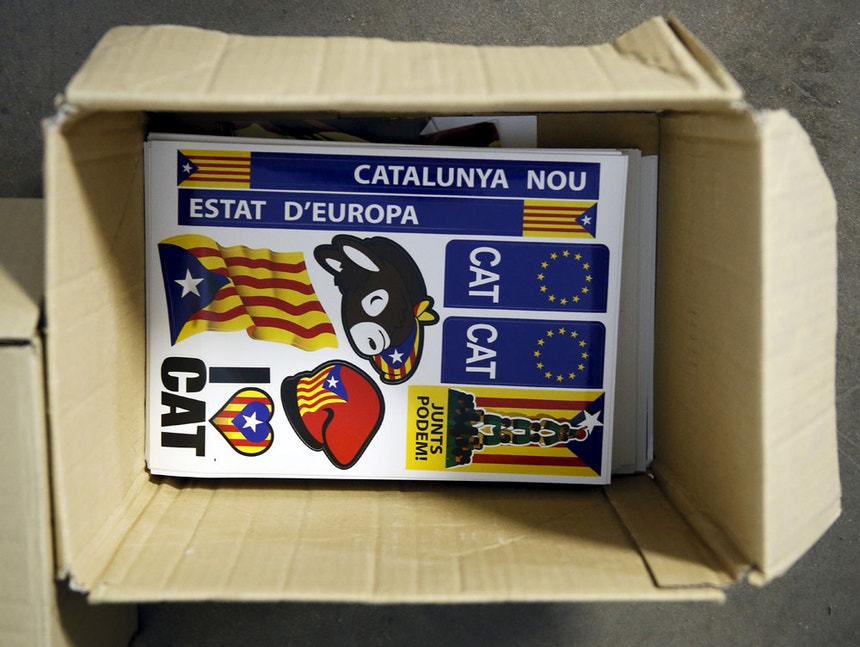 CATALUNYA NOU
ESTAT D'EUROPA
CAT
CAT
I
CAT
JUNTS
PODEM!